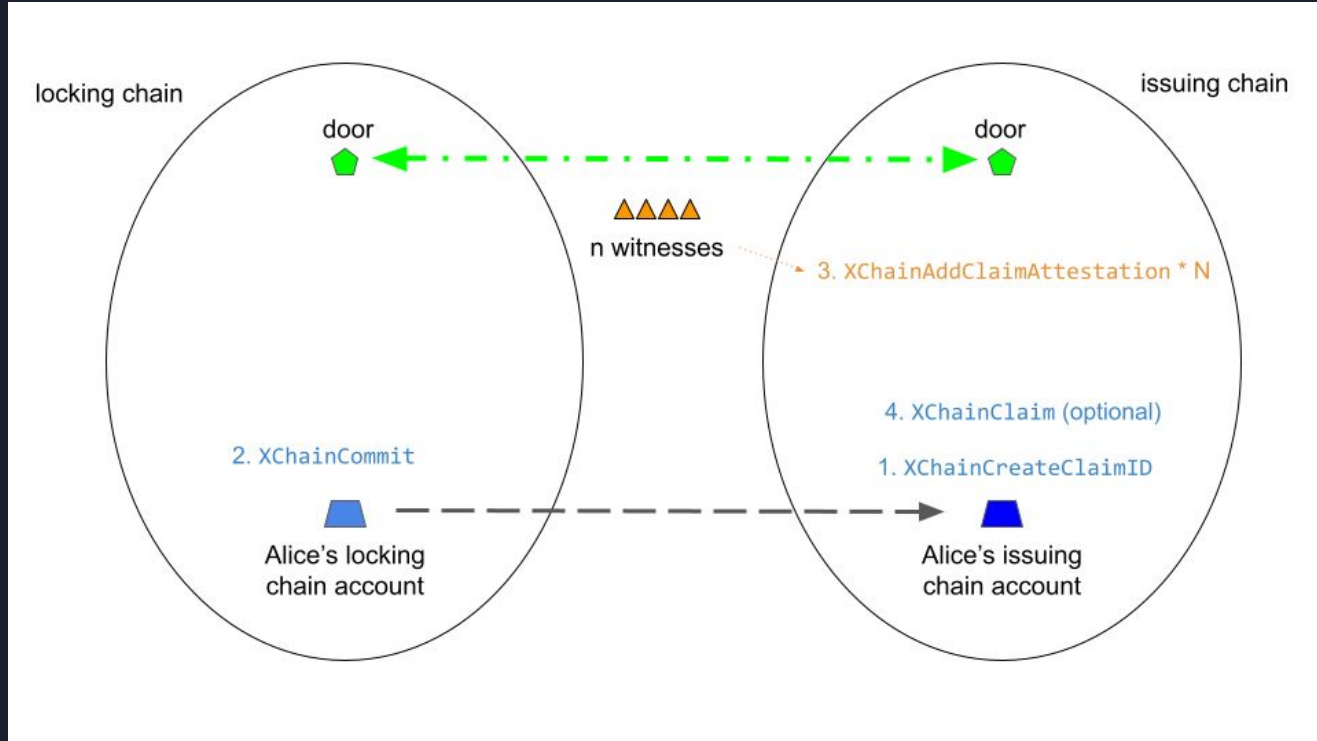 locking chain
issuing chain
door
door
n witnesses
3. XChainAddClaimAttestation * N
4. XChainClaim (optional)
2. XChainCommit
1. XChainCreateClaimID
Alice’s locking
chain account
Alice’s issuing
chain account